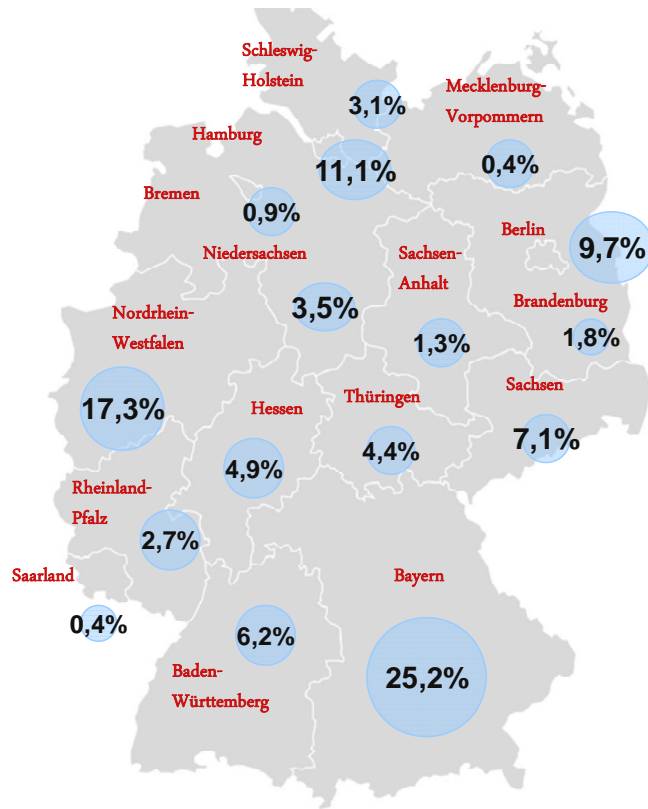 Schleswig-
Holstein
3,1%
Mecklenburg-
Vorpommern
0,4%
Hamburg
11,1%
Bremen
0,9%
Berlin
9,7%
Niedersachsen
3,5%
Sachsen-
Anhalt
1,3%
Brandenburg
1,8%
Nordrhein-
Westfalen
17,3%
Hessen
4,9%
Thüringen
4,4%
Sachsen
7,1%
Rheinland-
Pfalz
2,7%
Saarland
0,4%
Baden-
Württemberg
6,2%
Bayern
25,2%